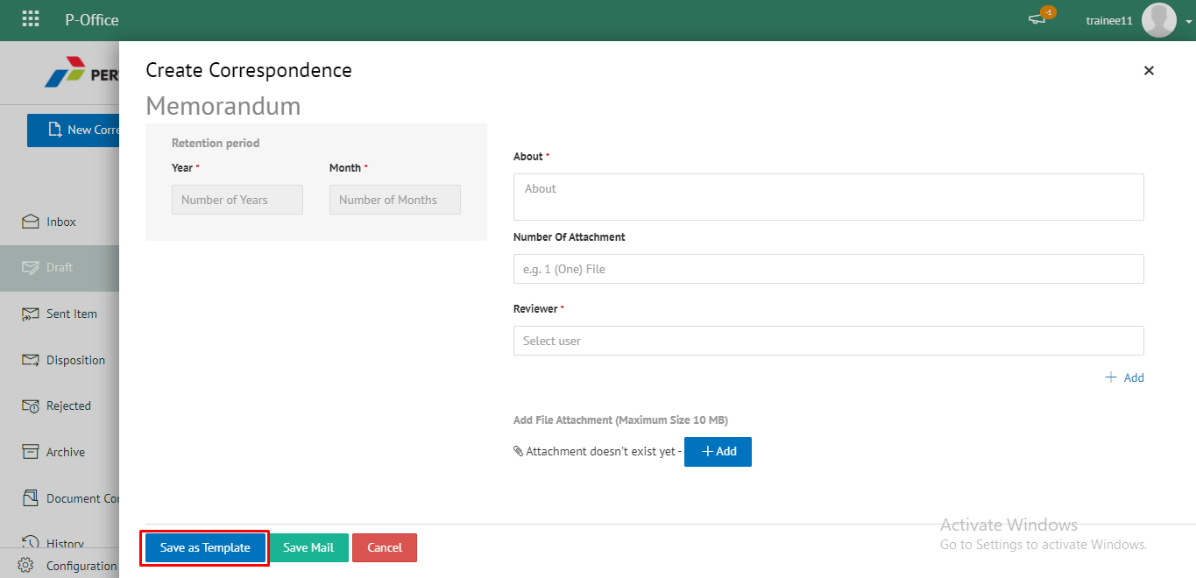 P-Office
-1
trainee11
PER
Create Correspondence
Memorandum
New Corre
Retention period
Year *
Month *
Number of Years
Number of Months
About *
About
Number Of Attachment
e.g. 1 (One) File
Reviewer *
Select user
+ Add
Add File Attachment (Maximum Size 10 MB)
Attachment doesn't exist yet -
+ Add
Inbox
Draft
Sent Item
Disposition
Rejected
Archive
Document Co
History
Configuration
Save as Template
Save Mail
Cancel
Activate Windows
Go to Settings to activate Windows.